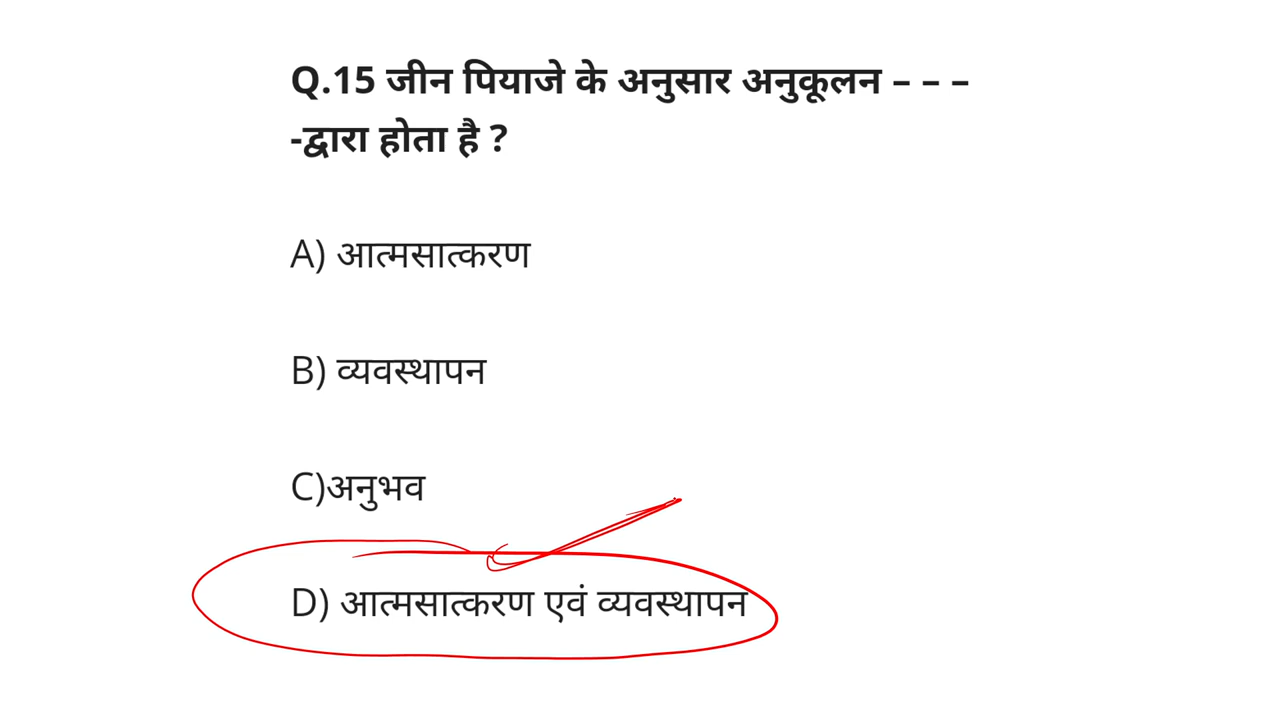 Q.15 जीन पियाजे के अनुसार अनुकूलन – – –
-द्वारा होता है ?
A) आत्मसात्करण
B) व्यवस्थापन
C)अनुभव
D) आत्मसात्करण एवं व्यवस्थापन